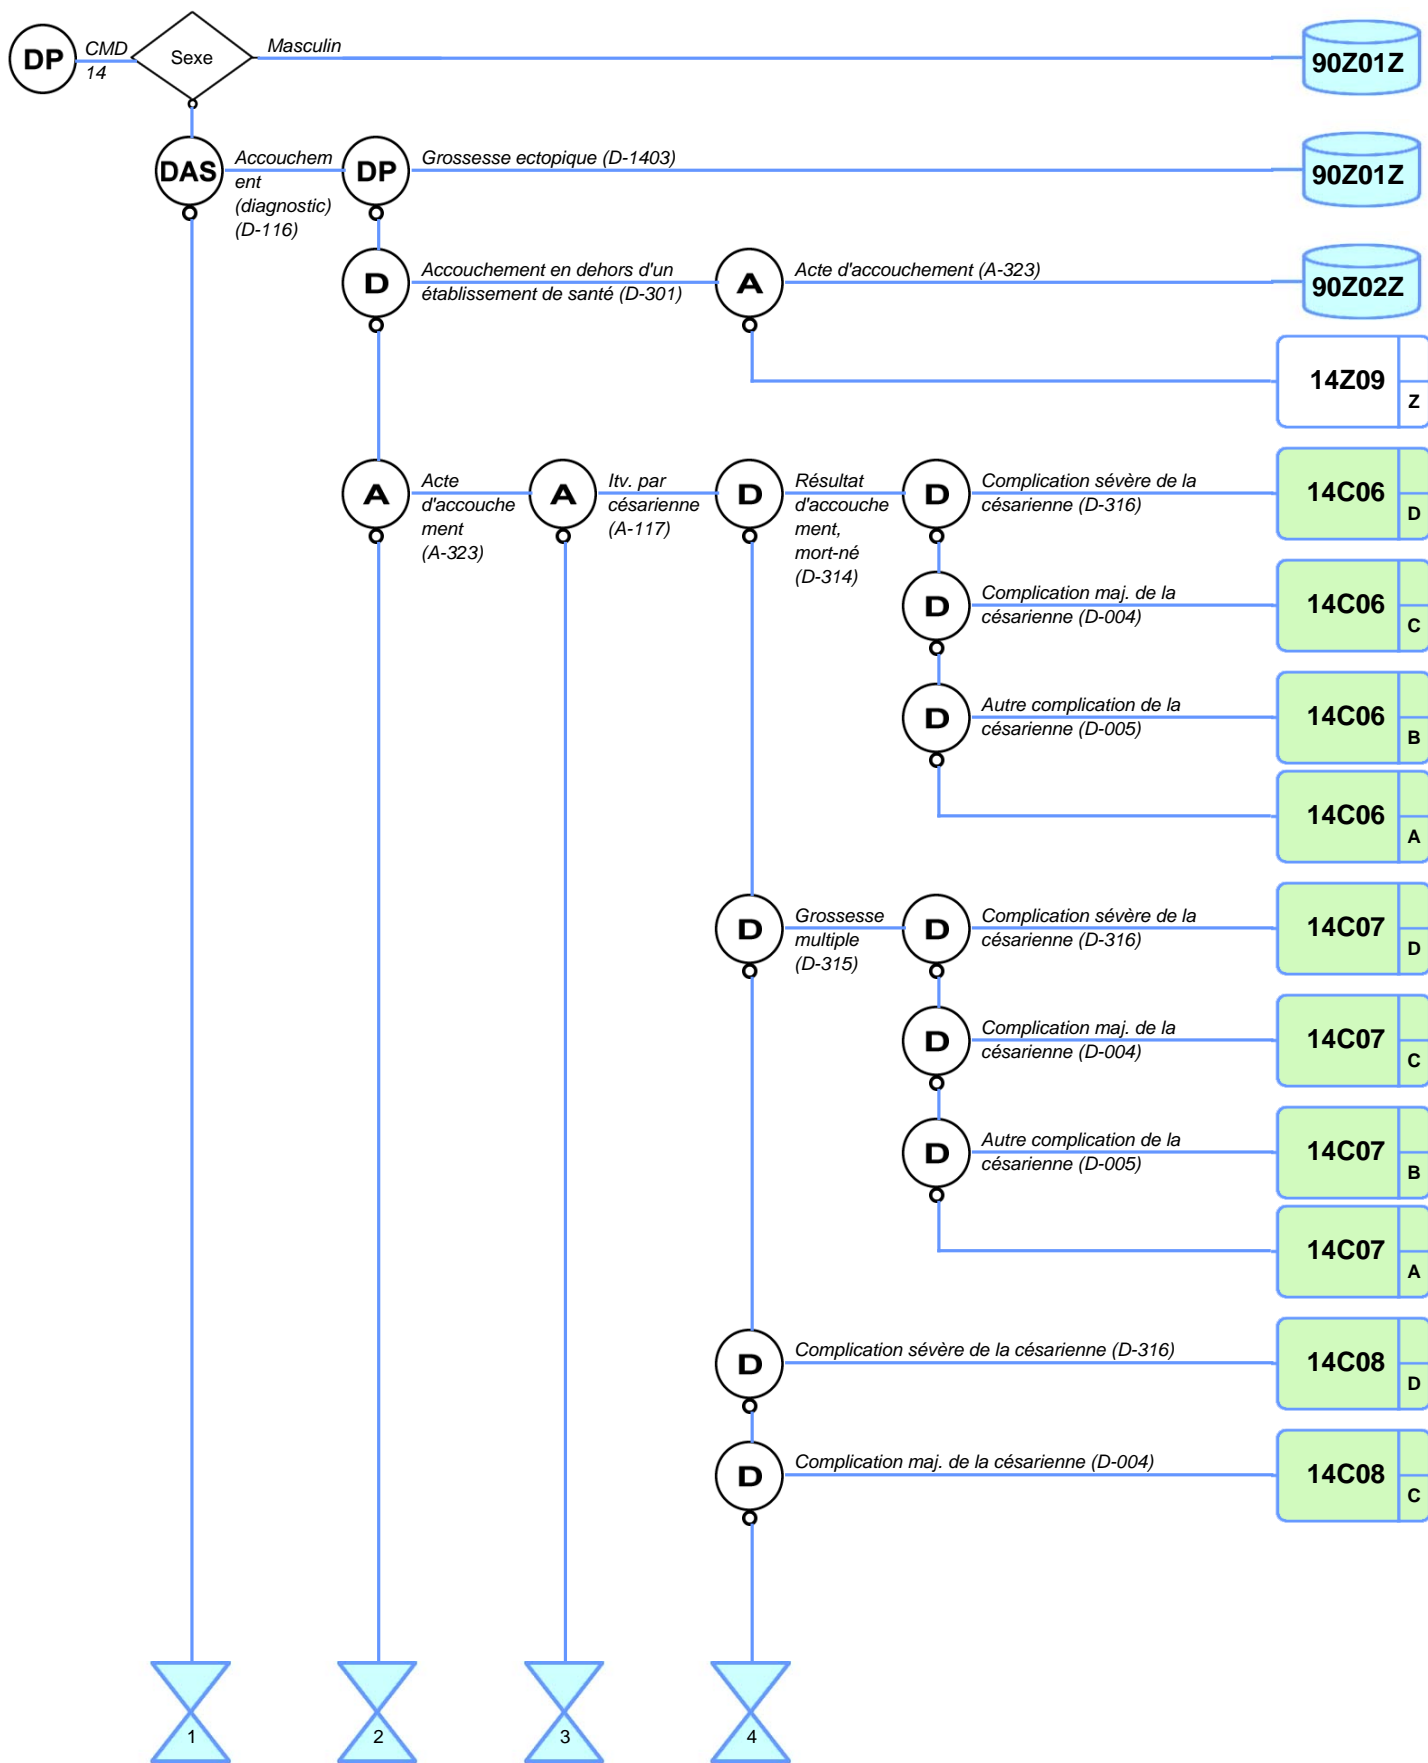 DP
CMD
14
Sexe
Masculin
90Z01Z
DAS
Accouchem
ent
(diagnostic)
(D-116)
DP
Grossesse ectopique (D-1403)
90Z01Z
D
Accouchement en dehors d'un
établissement de santé (D-301)
A
Acte d'accouchement (A-323)
90Z02Z
14Z09
Z
A
Acte
d'accouche
ment
(A-323)
A
Itv. par
césarienne
(A-117)
D
Résultat
d'accouche
ment,
mort-né
(D-314)
D
Complication sévère de la
césarienne (D-316)
14C06
D
D
Complication maj. de la
césarienne (D-004)
14C06
C
D
Autre complication de la
césarienne (D-005)
14C06
B
14C06
A
D
Grossesse
multiple
(D-315)
D
Complication sévère de la
césarienne (D-316)
14C07
D
D
Complication maj. de la
césarienne (D-004)
14C07
C
D
Autre complication de la
césarienne (D-005)
14C07
B
14C07
A
D
Complication sévère de la césarienne (D-316)
14C08
D
D
Complication maj. de la césarienne (D-004)
14C08
C
1
2
3
4